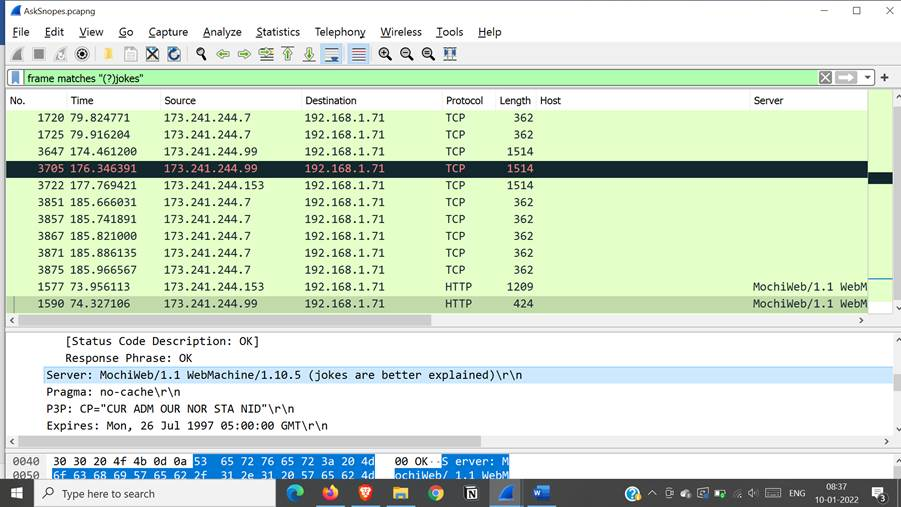 AskSnopes.pcapng
File Edit View Go Capture Analyze Statistics Telephony Wireless Tools Help
frame matches "(?)jokes"
No. Time Source Destination Protocol Length Host Server
1720 79.824771 173.241.244.7 192.168.1.71 TCP 362
1725 79.916204 173.241.244.7 192.168.1.71 TCP 362
3647 174.461200 173.241.244.99 192.168.1.71 TCP 1514
3705 176.346391 173.241.244.99 192.168.1.71 TCP 1514
3722 177.769421 173.241.244.153 192.168.1.71 TCP 1514
3851 185.666031 173.241.244.7 192.168.1.71 TCP 362
3857 185.741891 173.241.244.7 192.168.1.71 TCP 362
3867 185.821000 173.241.244.7 192.168.1.71 TCP 362
3871 185.886135 173.241.244.7 192.168.1.71 TCP 362
3875 185.966567 173.241.244.7 192.168.1.71 TCP 362
1577 73.956113 173.241.244.153 192.168.1.71 HTTP 1209 MochiWeb/1.1 WebM
1590 74.327106 173.241.244.99 192.168.1.71 HTTP 424 MochiWeb/1.1 WebM
[Status Code Description: OK]
Response Phrase: OK
Server: MochiWeb/1.1 WebMachine/1.10.5 (jokes are better explained)\r\n
Pragma: no-cache\r\n
P3P: CP="CUR ADM OUR NOR STA NID"\r\n
Expires: Mon, 26 Jul 1997 05:00:00 GMT\r\n
0040 30 30 20 4f 4b 0d 0a 53 65 72 76 65 72 3a 20 4d 00 OK··S erver: M
0050 6f 63 68 69 57 65 62 2f 31 2e 31 20 57 65 62 4d ochiWeb/ 1.1 WebM
Type here to search
ENG
08:37
10-01-2022
3